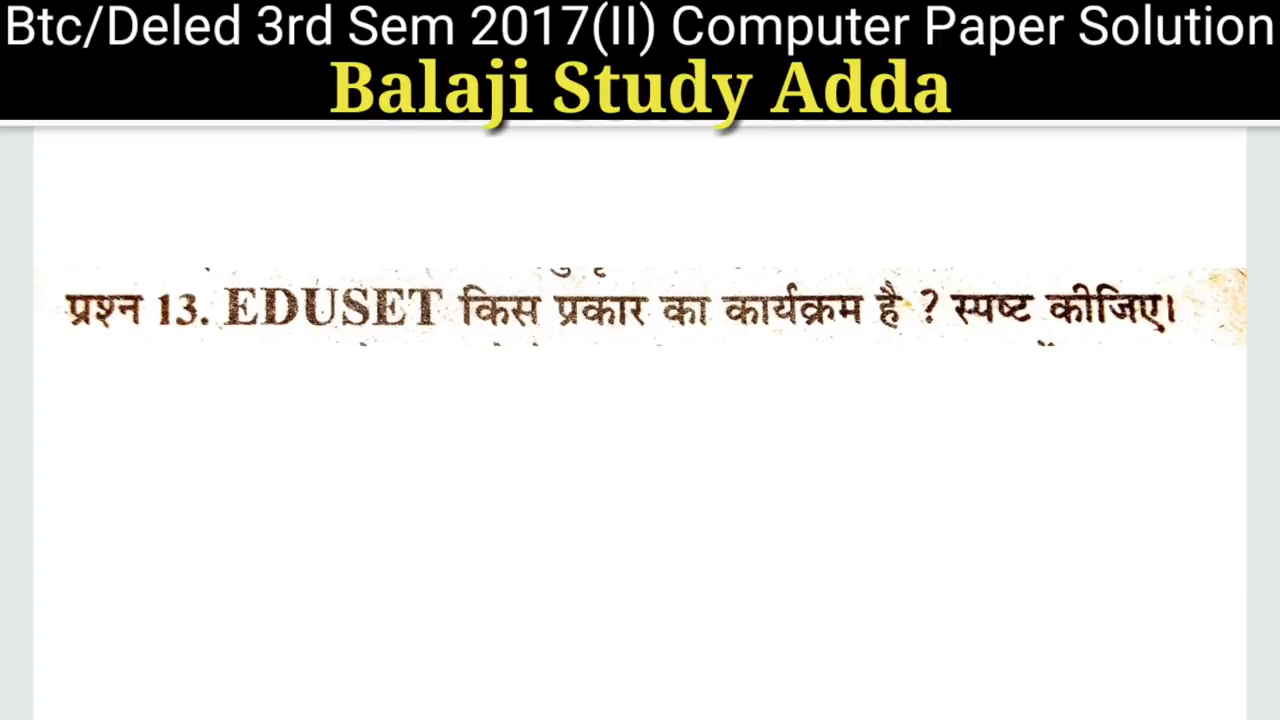 Btc/Deled 3rd Sem 2017(II) Computer Paper Solution
Balaji Study Adda
प्रश्न 13. EDUSET किस प्रकार का कार्यक्रम है ? स्पष्ट कीजिए।